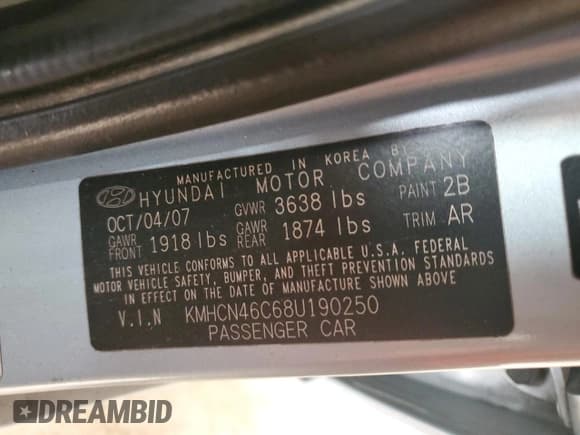 MANUFACTURED IN KOREA BY
HYUNDAI MOTOR COMPANY
OCT/04/07 GVWR 3638 lbs PAINT 2B
GAWR FRONT 1918 lbs GAWR REAR 1874 lbs TRIM AR
THIS VEHICLE CONFORMS TO ALL APPLICABLE U.S.A. FEDERAL
MOTOR VEHICLE SAFETY, BUMPER, AND THEFT PREVENTION STANDARDS
IN EFFECT ON THE DATE OF MANUFACTURE SHOWN ABOVE
V.I.N KMHCN46C68U190250
PASSENGER CAR
DREAMBID